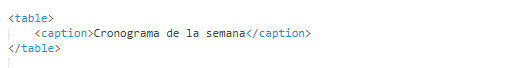 <table>
<caption>Cronograma de la semana</caption>
</table>